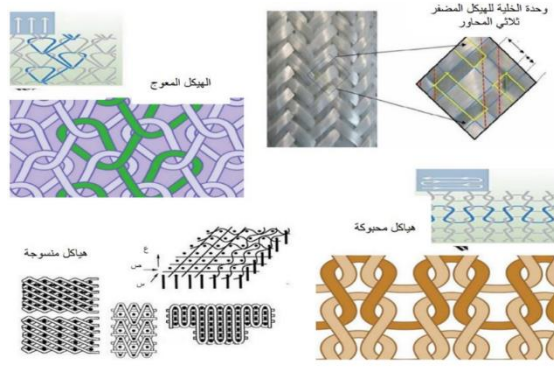 وحدة الخلية للهيكل المضفر
ثلاثي المحاور
الهيكل المعوج
هياكل محبوكة
هياكل منسوجة
ع
ص
س